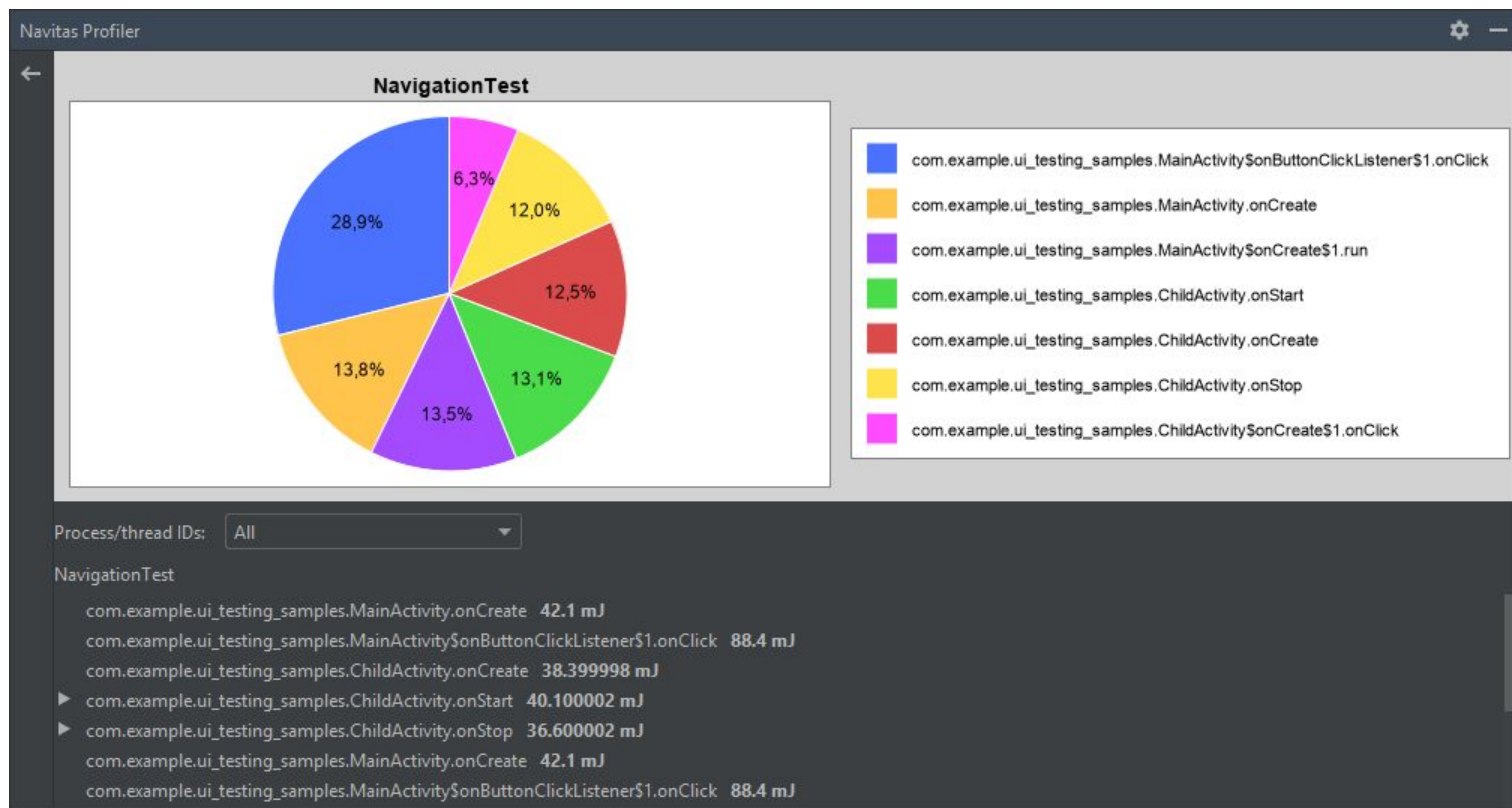 Navitas Profiler
NavigationTest
6,3%
12,0%
28,9%
12,5%
13,8%
13,1%
13,5%
com.example.ui_testing_samples.MainActivity$onButtonClickListener$1.onClick
com.example.ui_testing_samples.MainActivity.onCreate
com.example.ui_testing_samples.MainActivity$onCreate$1.run
com.example.ui_testing_samples.ChildActivity.onStart
com.example.ui_testing_samples.ChildActivity.onCreate
com.example.ui_testing_samples.ChildActivity.onStop
com.example.ui_testing_samples.ChildActivity$onCreate$1.onClick
Process/thread IDs: All
NavigationTest
com.example.ui_testing_samples.MainActivity.onCreate 42.1 mJ
com.example.ui_testing_samples.MainActivity$onButtonClickListener$1.onClick 88.4 mJ
com.example.ui_testing_samples.ChildActivity.onCreate 38.399998 mJ
com.example.ui_testing_samples.ChildActivity.onStart 40.100002 mJ
com.example.ui_testing_samples.ChildActivity.onStop 36.600002 mJ
com.example.ui_testing_samples.MainActivity.onCreate 42.1 mJ
com.example.ui_testing_samples.MainActivity$onButtonClickListener$1.onClick 88.4 mJ